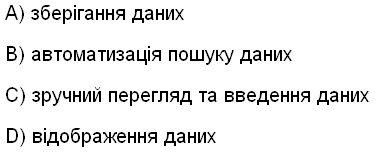 A) зберігання даних
B) автоматизація пошуку даних
C) зручний перегляд та введення даних
D) відображення даних